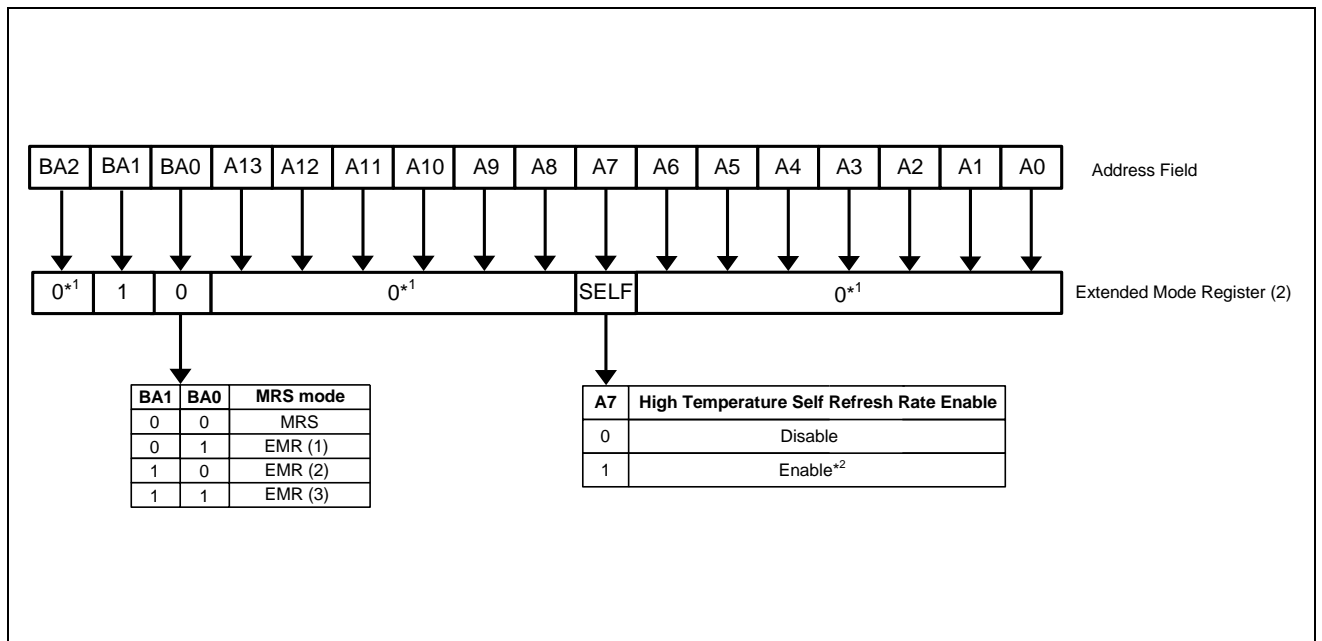 BA2 BA1 BA0 A13 A12 A11 A10 A9 A8 A7 A6 A5 A4 A3 A2 A1 A0 Address Field
0*1 1 0 0*1 SELF 0*1 Extended Mode Register (2)
BA1 BA0 MRS mode
0 0 MRS
0 1 EMR (1)
1 0 EMR (2)
1 1 EMR (3)
A7 High Temperature Self Refresh Rate Enable
0 Disable
1 Enable*2